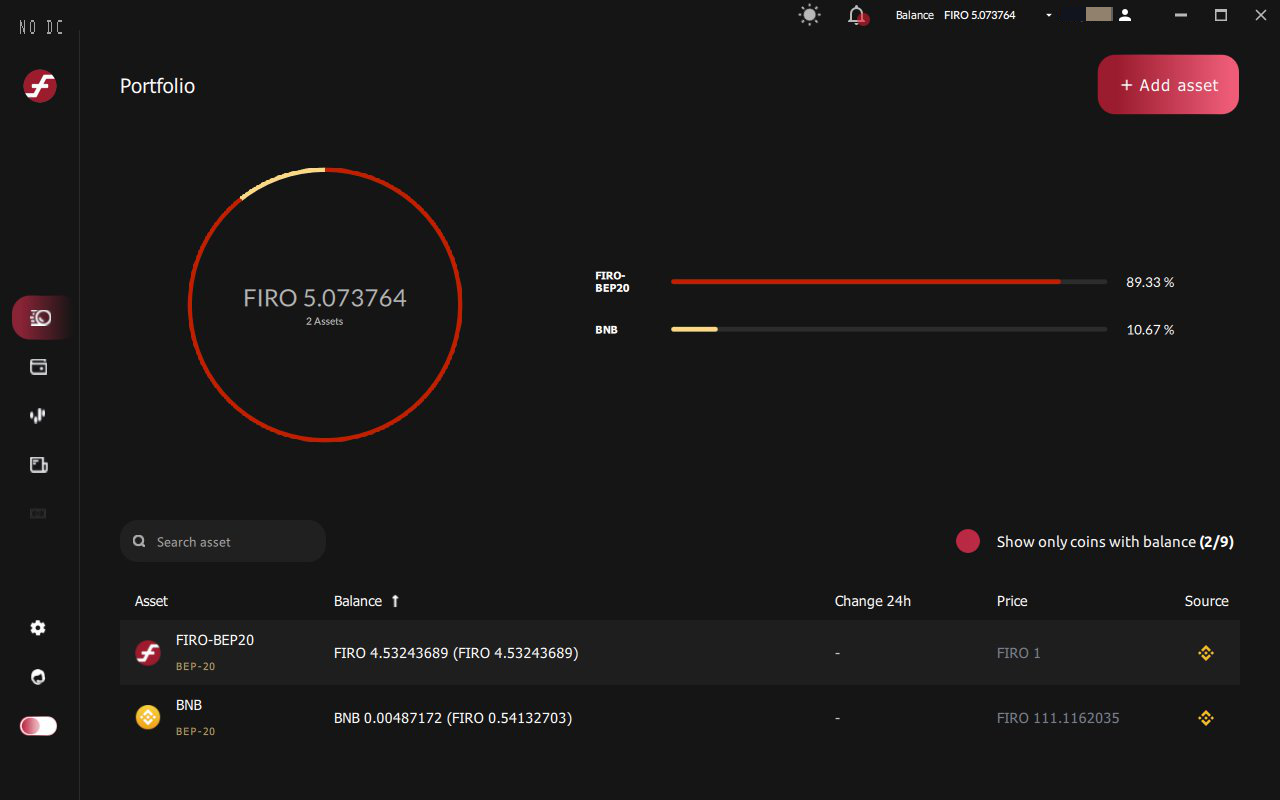 NO DC
Balance FIRO 5.073764
Portfolio
+ Add asset
FIRO 5.073764
2 Assets
FIRO-
BEP20
89.33 %
BNB
10.67 %
Search asset
Show only coins with balance (2/9)
Asset Balance ↑ Change 24h Price Source
FIRO-BEP20
BEP-20
FIRO 4.53243689 (FIRO 4.53243689)
-
FIRO 1
BNB
BEP-20
BNB 0.00487172 (FIRO 0.54132703)
-
FIRO 111.1162035